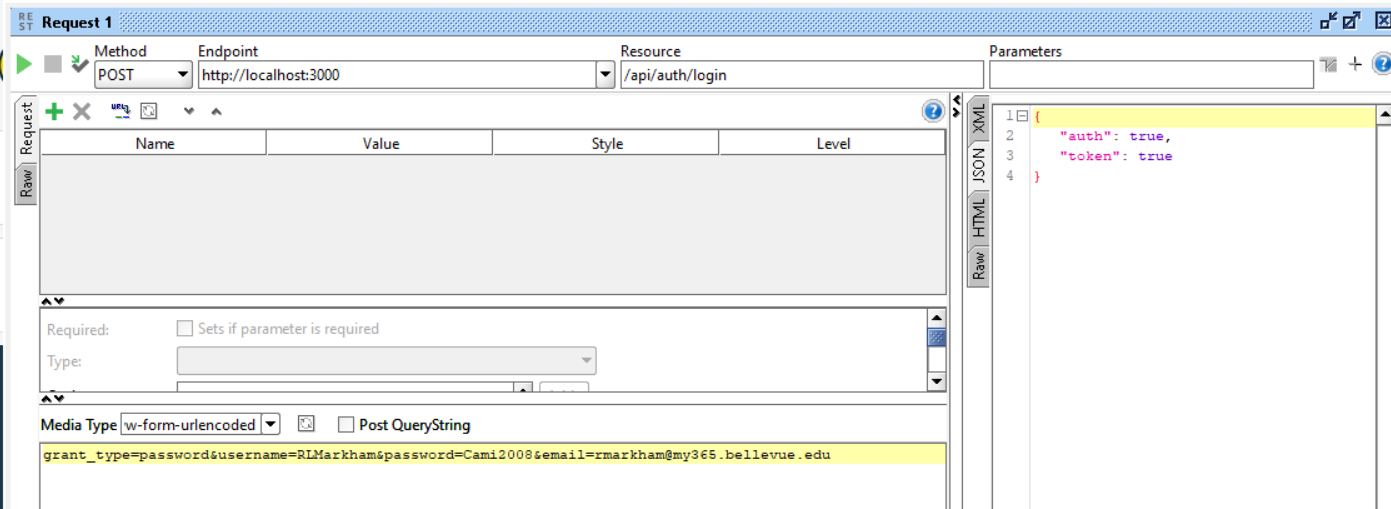 REST Request 1
Method Endpoint Resource Parameters
POST http://localhost:3000 /api/auth/login
Request
Raw
Name Value Style Level
Required: Sets if parameter is required
Type:
Media Type w-form-urlencoded Post QueryString
grant_type=password&username=RLMarkham&password=Cami2008&email=rmarkham@my365.bellevue.edu
XML
JSON
HTML
Raw
1 {
2 "auth": true,
3 "token": true
4 }